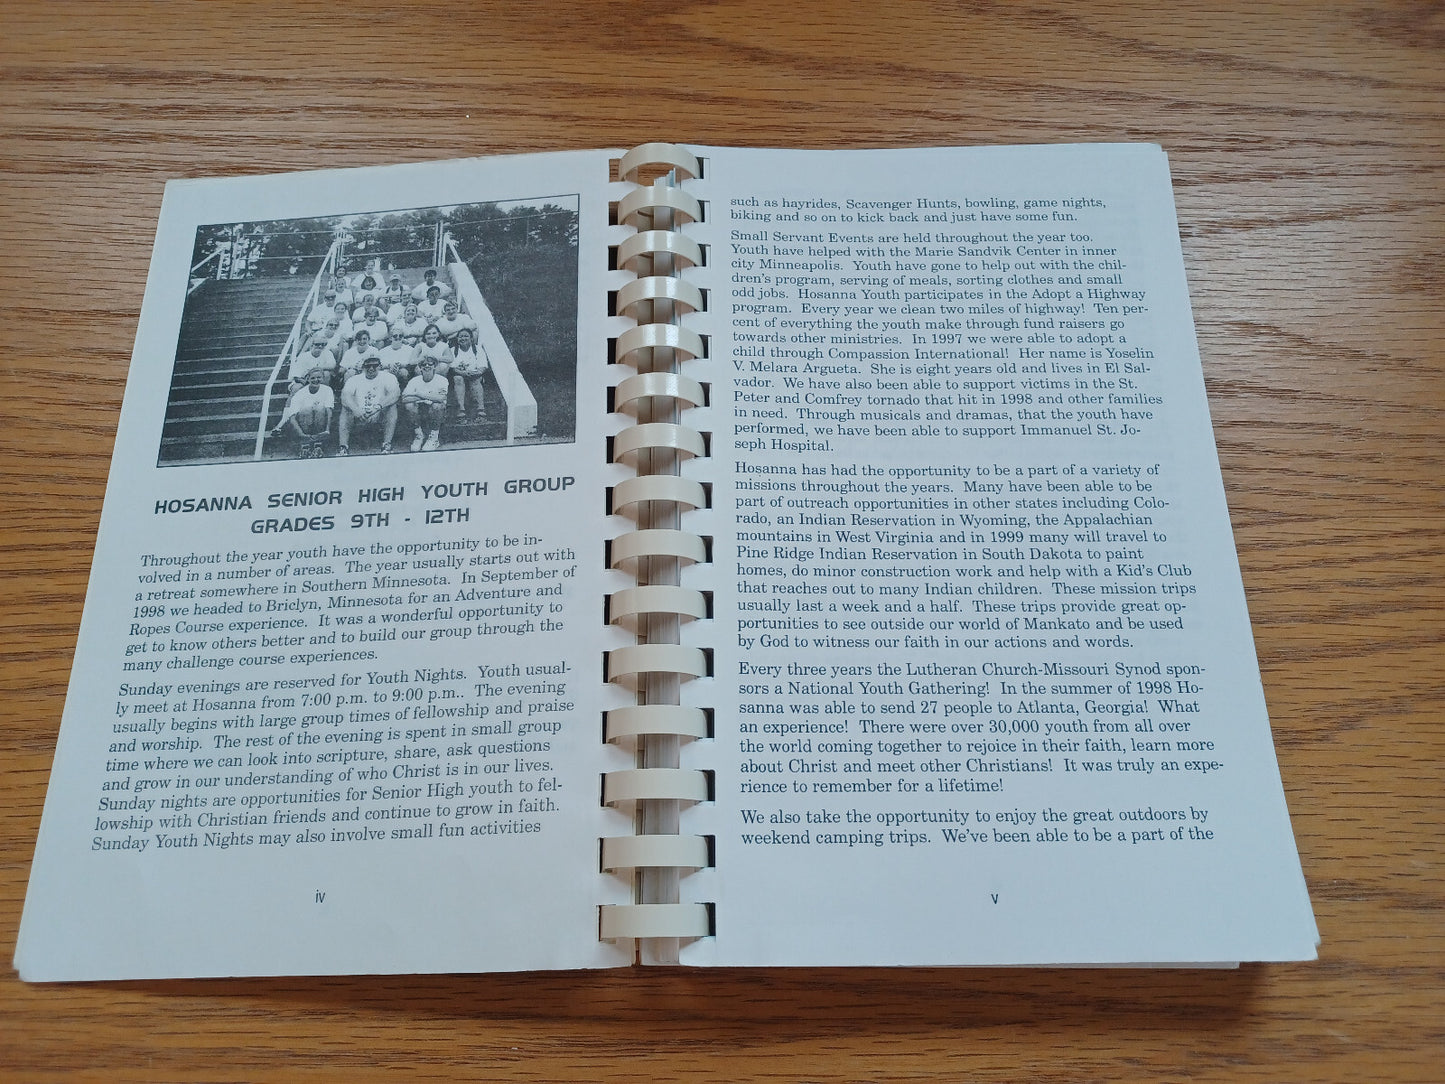 HOSANNA SENIOR HIGH YOUTH GROUP
GRADES 9TH - 12TH
Throughout the year youth have the opportunity to be in-
volved in a number of areas. The year usually starts out with
a retreat somewhere in Southern Minnesota. In September of
1998 we headed to Briclyn, Minnesota for an Adventure and
Ropes Course experience. It was a wonderful opportunity to
get to know others better and to build our group through the
many challenge course experiences.
Sunday evenings are reserved for Youth Nights. Youth usual-
ly meet at Hosanna from 7:00 p.m. to 9:00 p.m.. The evening
usually begins with large group times of fellowship and praise
and worship. The rest of the evening is spent in small group
time where we can look into scripture, share, ask questions
and grow in our understanding of who Christ is in our lives.
Sunday nights are opportunities for Senior High youth to fel-
lowship with Christian friends and continue to grow in faith.
Sunday Youth Nights may also involve small fun activities
iv
such as hayrides, Scavenger Hunts, bowling, game nights,
biking and so on to kick back and just have some fun.
Small Servant Events are held throughout the year too.
Youth have helped with the Marie Sandvik Center in inner
city Minneapolis. Youth have gone to help out with the chil-
dren's program, serving of meals, sorting clothes and small
odd jobs. Hosanna Youth participates in the Adopt a Highway
program. Every year we clean two miles of highway! Ten per-
cent of everything the youth make through fund raisers go
towards other ministries. In 1997 we were able to adopt a
child through Compassion International! Her name is Yoselin
V. Melara Argueta. She is eight years old and lives in El Sal-
vador. We have also been able to support victims in the St.
Peter and Comfrey tornado that hit in 1998 and other families
in need. Through musicals and dramas, that the youth have
performed, we have been able to support Immanuel St. Jo-
seph Hospital.
Hosanna has had the opportunity to be a part of a variety of
missions throughout the years. Many have been able to be
part of outreach opportunities in other states including Colo-
rado, an Indian Reservation in Wyoming, the Appalachian
mountains in West Virginia and in 1999 many will travel to
Pine Ridge Indian Reservation in South Dakota to paint
homes, do minor construction work and help with a Kid's Club
that reaches out to many Indian children. These mission trips
usually last a week and a half. These trips provide great op-
portunities to see outside our world of Mankato and be used
by God to witness our faith in our actions and words.
Every three years the Lutheran Church-Missouri Synod spon-
sors a National Youth Gathering! In the summer of 1998 Ho-
sanna was able to send 27 people to Atlanta, Georgia! What
an experience! There were over 30,000 youth from all over
the world coming together to rejoice in their faith, learn more
about Christ and meet other Christians! It was truly an expe-
rience to remember for a lifetime!
We also take the opportunity to enjoy the great outdoors by
weekend camping trips. We've been able to be a part of the
v